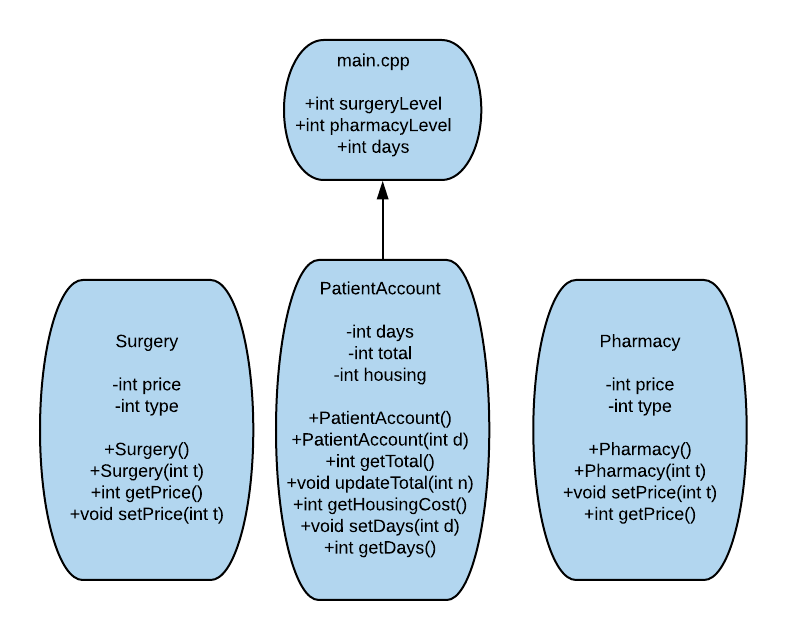 main.cpp
+int surgeryLevel
+int pharmacyLevel
+int days
Surgery
-int price
-int type
+Surgery()
+Surgery(int t)
+int getPrice()
+void setPrice(int t)
PatientAccount
-int days
-int total
-int housing
+PatientAccount()
+PatientAccount(int d)
+int getTotal()
+void updateTotal(int n)
+int getHousingCost()
+void setDays(int d)
+int getDays()
Pharmacy
-int price
-int type
+Pharmacy()
+Pharmacy(int t)
+void setPrice(int t)
+int getPrice()